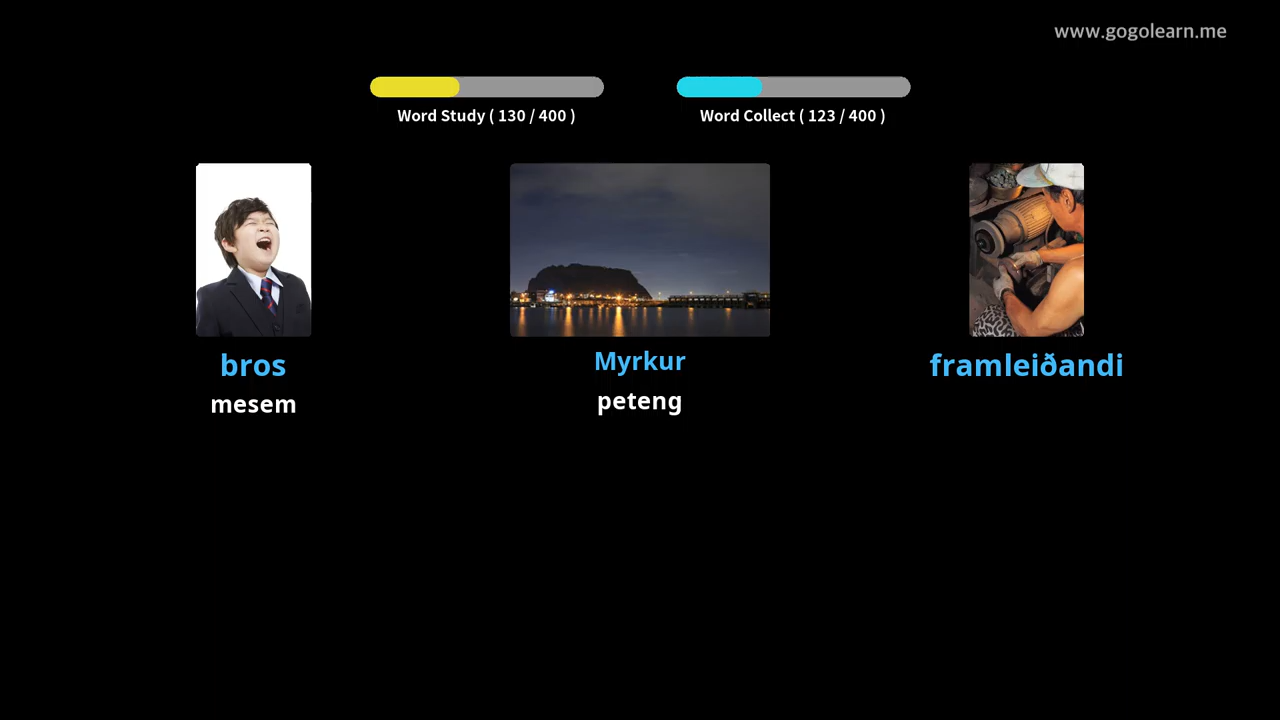 www.gogolearn.me
Word Study ( 130 / 400 )
Word Collect ( 123 / 400 )
bros
mesem
Myrkur
peteng
framleiðandi